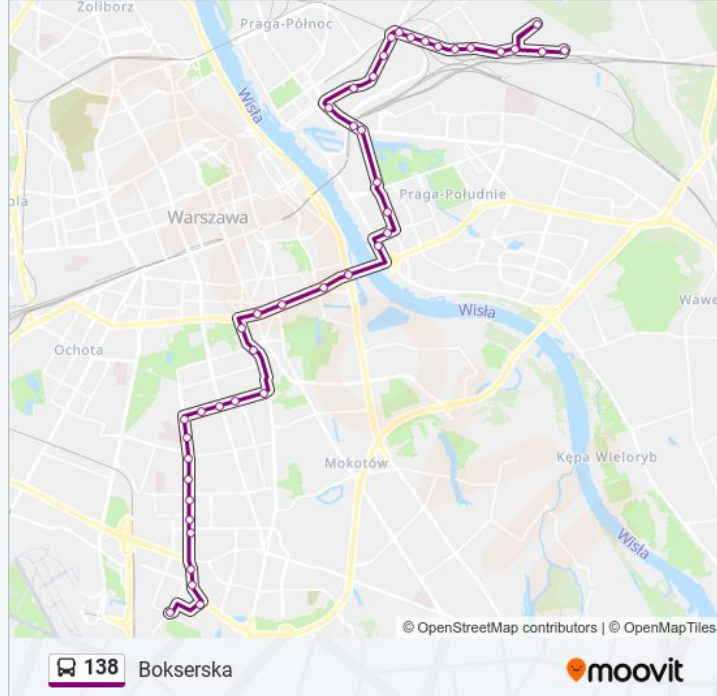 Żoliborz
Praga-Północ
Wisła
Praga-Południe
ola
Warszawa
Wisła
Wawe
Ochota
Mokotów
Kępa Wieloryb
Wisła
© OpenStreetMap contributors | © OpenMapTiles
138 Bokserska
moovit